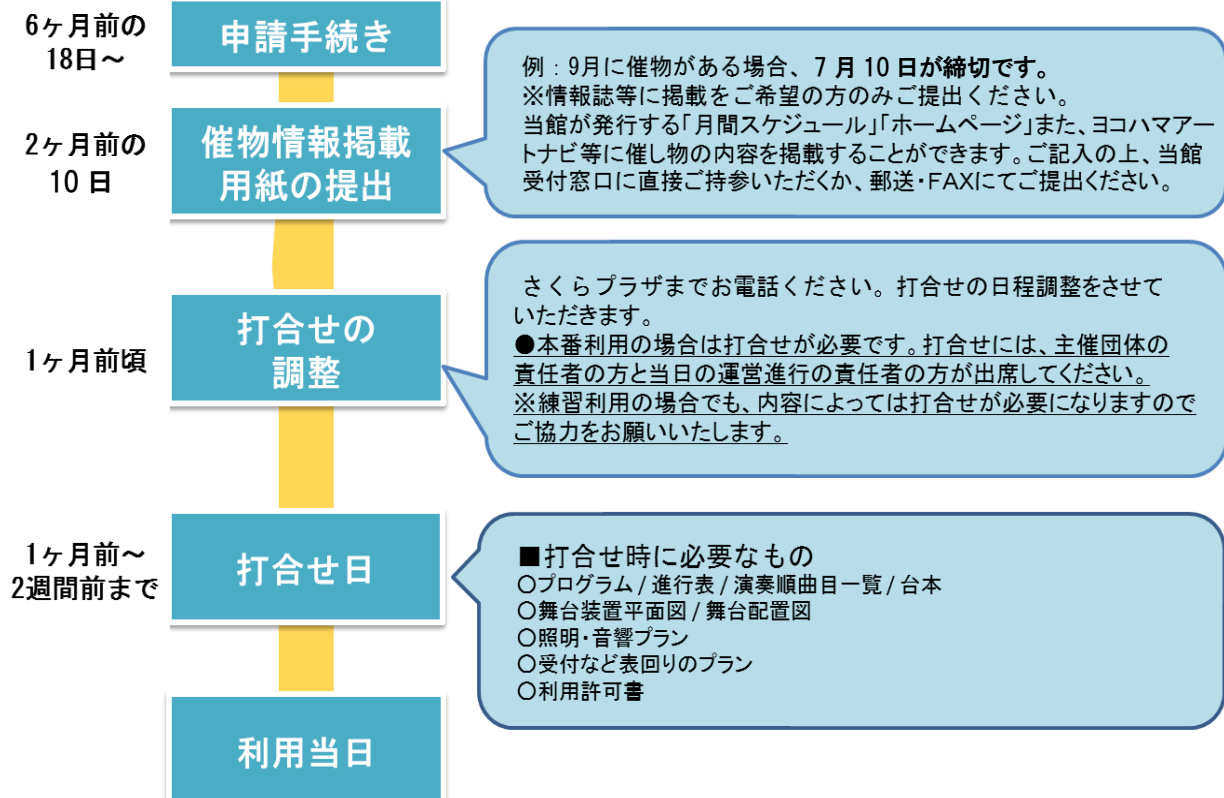 6ヶ月前の
18日～
申請手続き
2ヶ月前の
10日
催物情報掲載
用紙の提出
例：9月に催物がある場合、7月10日が締切です。
※情報誌等に掲載をご希望の方のみご提出ください。
当館が発行する「月間スケジュール」「ホームページ」また、ヨコハマアー
トナビ等に催し物の内容を掲載することができます。ご記入の上、当館
受付窓口に直接ご持参いただくか、郵送・FAXにてご提出ください。
1ヶ月前頃
打合せの
調整
さくらプラザまでお電話ください。打合せの日程調整をさせて
いただきます。
●本番利用の場合は打合せが必要です。打合せには、主催団体の
責任者の方と当日の運営進行の責任者の方が出席してください。
※練習利用の場合でも、内容によっては打合せが必要になりますので
ご協力をお願いいたします。
1ヶ月前～
2週間前まで
打合せ日
■打合せ時に必要なもの
○プログラム / 進行表 / 演奏順曲目一覧 / 台本
○舞台装置平面図 / 舞台配置図
○照明・音響プラン
○受付など表回りのプラン
○利用許可書
利用当日